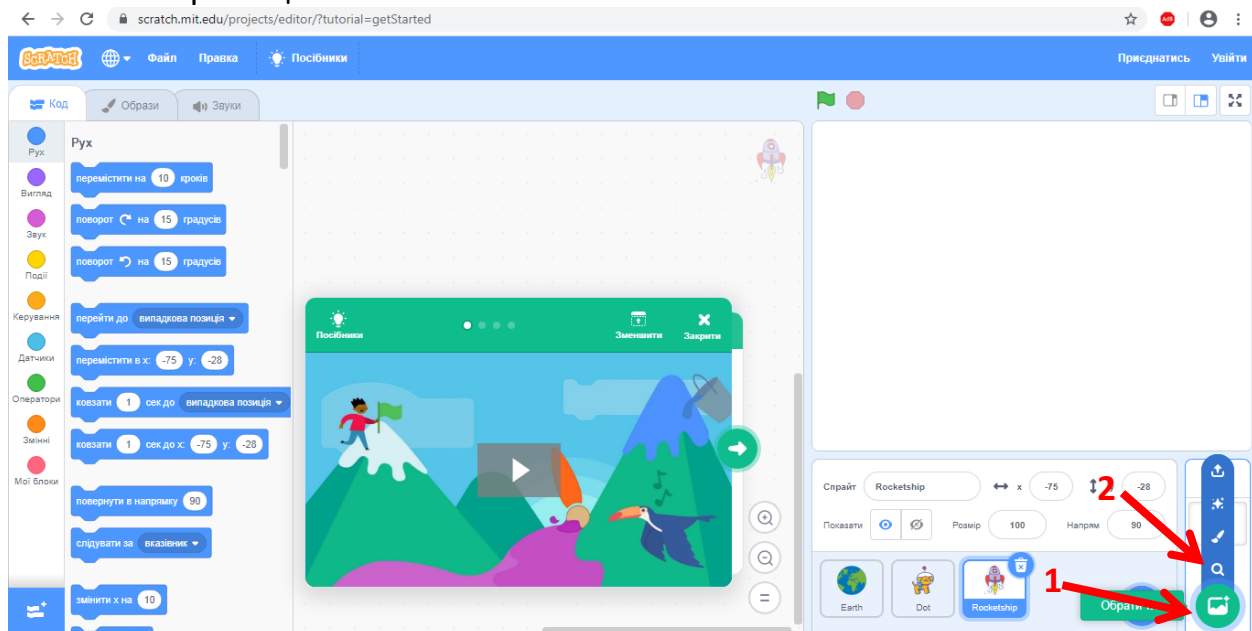 scratch.mit.edu/projects/editor/?tutorial=getStarted
SCRATCH Файл Правка Посібники Приєднатись Увійти
Код Образи Звуки
Рух
Вигляд
Звук
Події
Керування
Датчики
Оператори
Змінні
Мої блоки
Рух
перемістити на 10 кроків
поворот на 15 градусів
поворот на 15 градусів
перейти до випадкова позиція
перемістити в x: -75 y: -28
ковзати 1 сек до випадкова позиція
ковзати 1 сек до x: -75 y: -28
повернути в напрямку 90
слідувати за вказівник
змінити x на 10
Посібники Зменшити Закрити
Спрайт Rocketship x -75 -28
Показати Розмір 100 Напрям 90
Earth Dot Rocketship
2
1